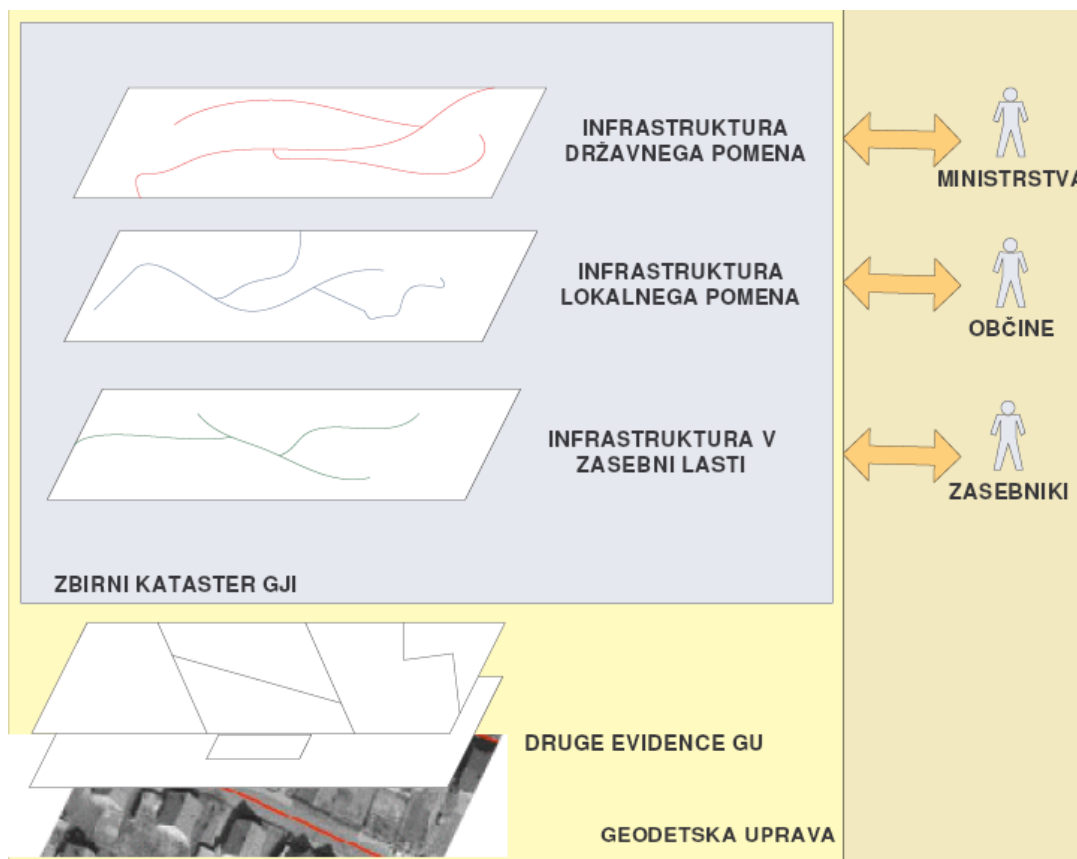 INFRASTRUKTURA
DRŽAVNEGA POMENA
MINISTRSTVA
INFRASTRUKTURA
LOKALNEGA POMENA
OBČINE
INFRASTRUKTURA V
ZASEBNI LASTI
ZASEBNIKI
ZBIRNI KATASTER GJI
DRUGE EVIDENCE GU
GEODETSKA UPRAVA